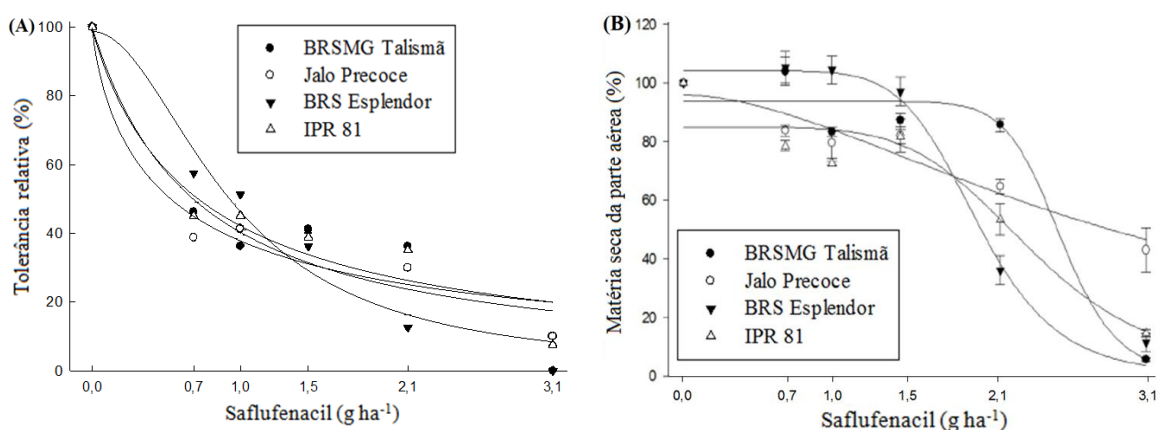 (A)
Tolerância relativa (%)
100
80
60
40
20
0
BRSMG Talismã
Jalo Precoce
BRS Esplendor
IPR 81
0,0 0,7 1,0 1,5 2,1 3,1
Saflufenacil (g ha-1)
(B)
Matéria seca da parte aérea (%)
120
100
80
60
40
20
0
BRSMG Talismã
Jalo Precoce
BRS Esplendor
IPR 81
0,0 0,7 1,0 1,5 2,1 3,1
Saflufenacil (g ha-1)